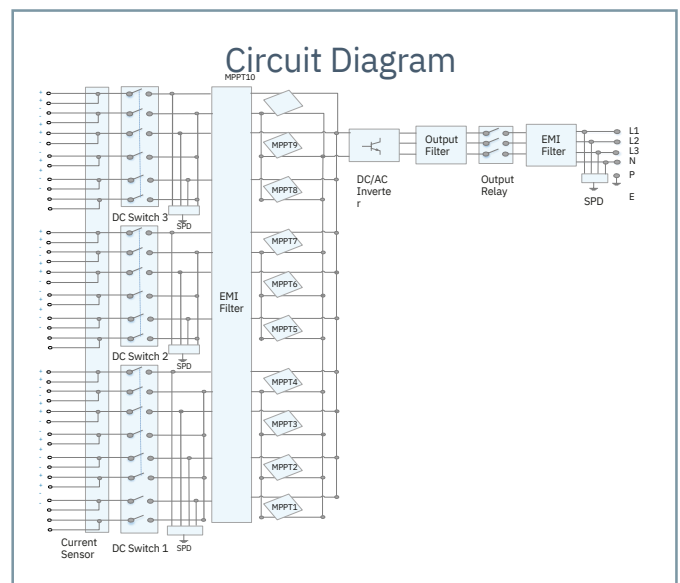 Circuit Diagram
MPPT10
MPPT9
MPPT8
MPPT7
MPPT6
MPPT5
MPPT4
MPPT3
MPPT2
MPPT1
EMI
Filter
DC Switch 3
SPD
DC Switch 2
SPD
DC Switch 1
SPD
Current
Sensor
DC/AC
Inverte
r
Output
Filter
Output
Relay
EMI
Filter
SPD
L1
L2
L3
N
P
E